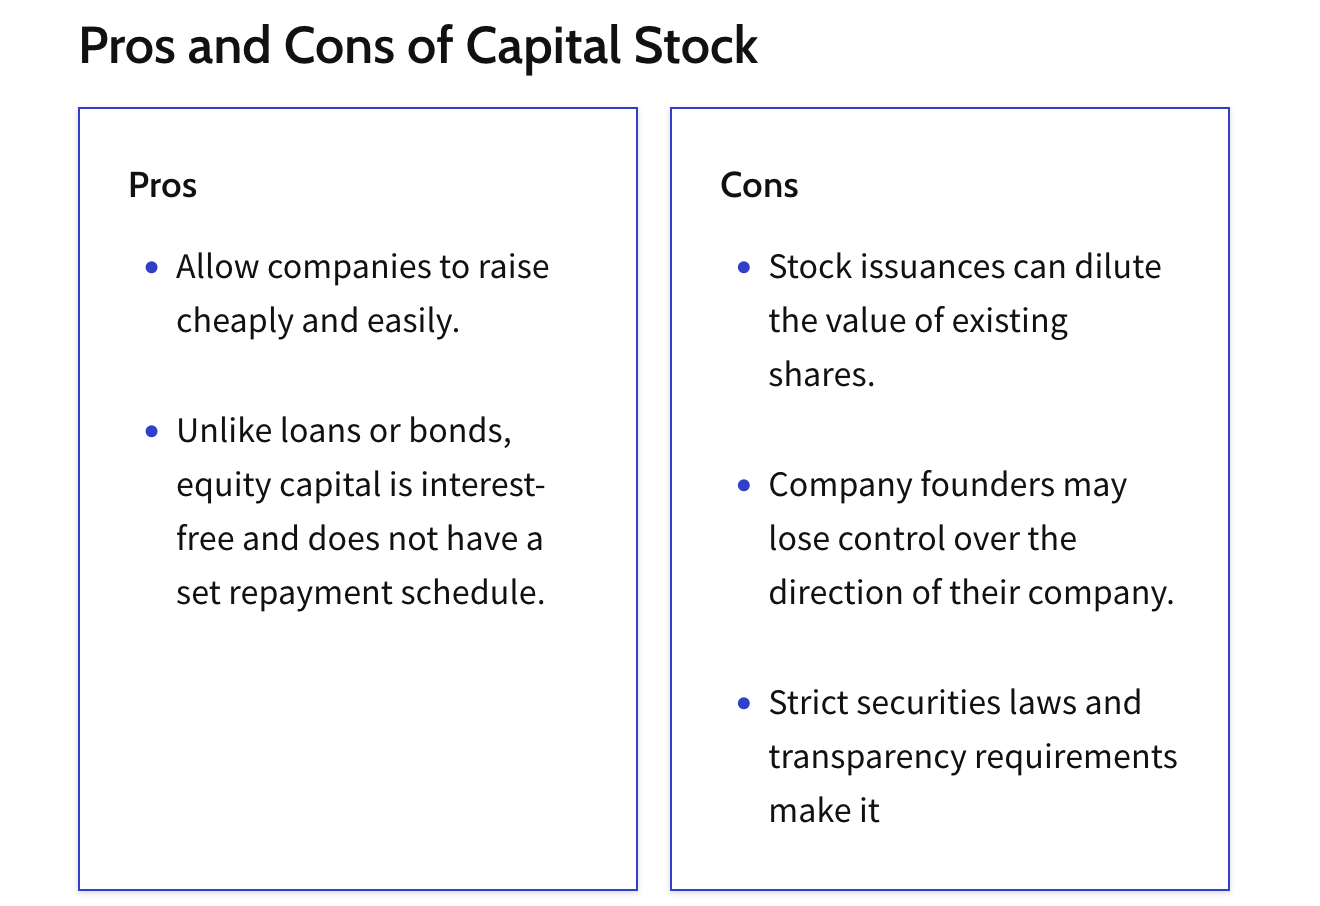 Pros and Cons of Capital Stock
Pros
• Allow companies to raise
cheaply and easily.
• Unlike loans or bonds,
equity capital is interest-
free and does not have a
set repayment schedule.
Cons
• Stock issuances can dilute
the value of existing
shares.
• Company founders may
lose control over the
direction of their company.
• Strict securities laws and
transparency requirements
make it